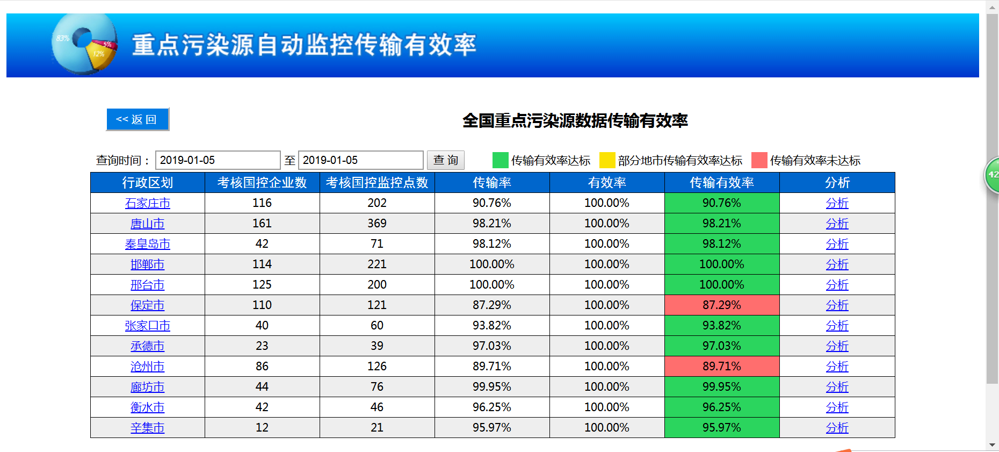 83%
5%
12%
重点污染源自动监控传输有效率
<< 返 回
全国重点污染源数据传输有效率
查询时间： 2019-01-05 至 2019-01-05 查 询 传输有效率达标 部分地市传输有效率达标 传输有效率未达标
行政区划 考核国控企业数 考核国控监控点数 传输率 有效率 传输有效率 分析
石家庄市 116 202 90.76% 100.00% 90.76% 分析
唐山市 161 369 98.21% 100.00% 98.21% 分析
秦皇岛市 42 71 98.12% 100.00% 98.12% 分析
邯郸市 114 221 100.00% 100.00% 100.00% 分析
邢台市 125 200 100.00% 100.00% 100.00% 分析
保定市 110 121 87.29% 100.00% 87.29% 分析
张家口市 40 60 93.82% 100.00% 93.82% 分析
承德市 23 39 97.03% 100.00% 97.03% 分析
沧州市 86 126 89.71% 100.00% 89.71% 分析
廊坊市 44 76 99.95% 100.00% 99.95% 分析
衡水市 42 46 96.25% 100.00% 96.25% 分析
辛集市 12 21 95.97% 100.00% 95.97% 分析
42